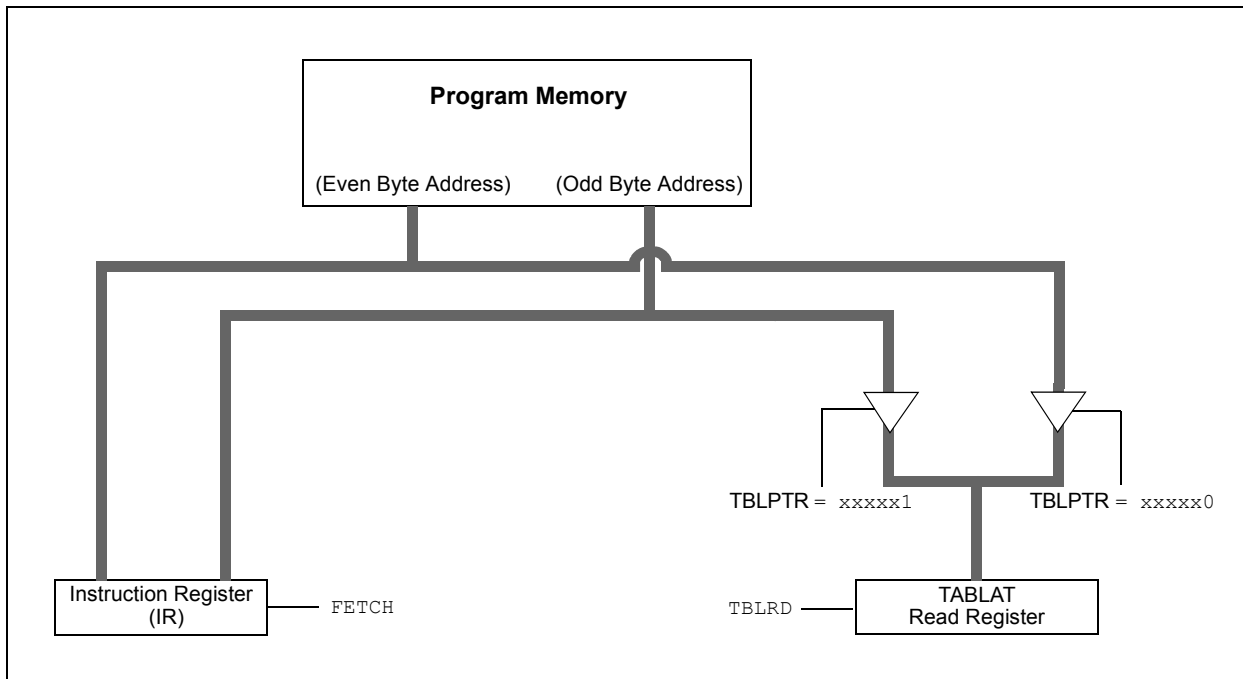 Program Memory
(Even Byte Address) (Odd Byte Address)
TBLPTR = xxxxx1
TBLPTR = xxxxx0
Instruction Register
(IR)
FETCH
TBLRD
TABLAT
Read Register